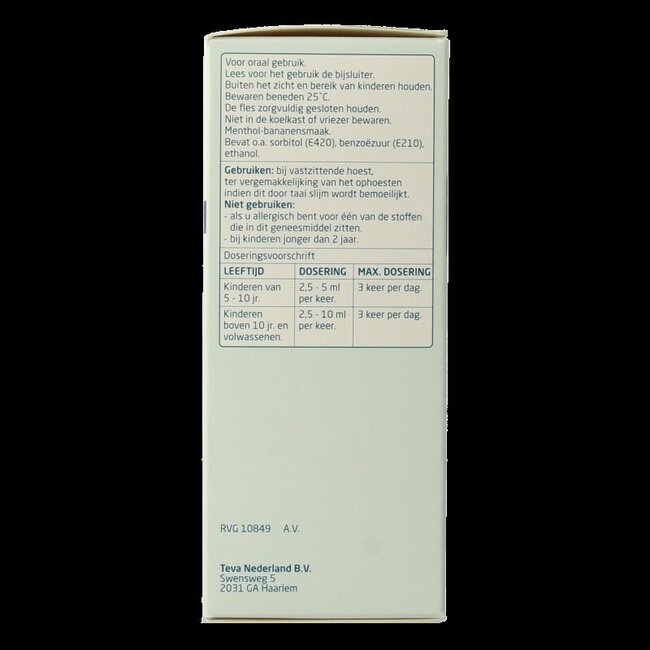 Voor oraal gebruik.
Lees voor het gebruik de bijsluiter.
Buiten het zicht en bereik van kinderen houden.
Bewaren beneden 25°C.
De fles zorgvuldig gesloten houden.
Niet in de koelkast of vriezer bewaren.
Menthol-bananensmaak.
Bevat o.a. sorbitol (E420), benzoëzuur (E210),
ethanol.
Gebruiken: bij vastzittende hoest,
ter vergemakkelijking van het ophoesten
indien dit door taai slijm wordt bemoeilijkt.
Niet gebruiken:
- als u allergisch bent voor één van de stoffen
die in dit geneesmiddel zitten.
- bij kinderen jonger dan 2 jaar.
Doseringsvoorschrift
LEEFTIJD DOSERING MAX. DOSERING
Kinderen van 2,5 - 5 ml 3 keer per dag.
5 - 10 jr. per keer.
Kinderen 2,5 - 10 ml 3 keer per dag.
boven 10 jr. en per keer.
volwassenen.
RVG 10849 A.V.
Teva Nederland B.V.
Swensweg 5
2031 GA Haarlem